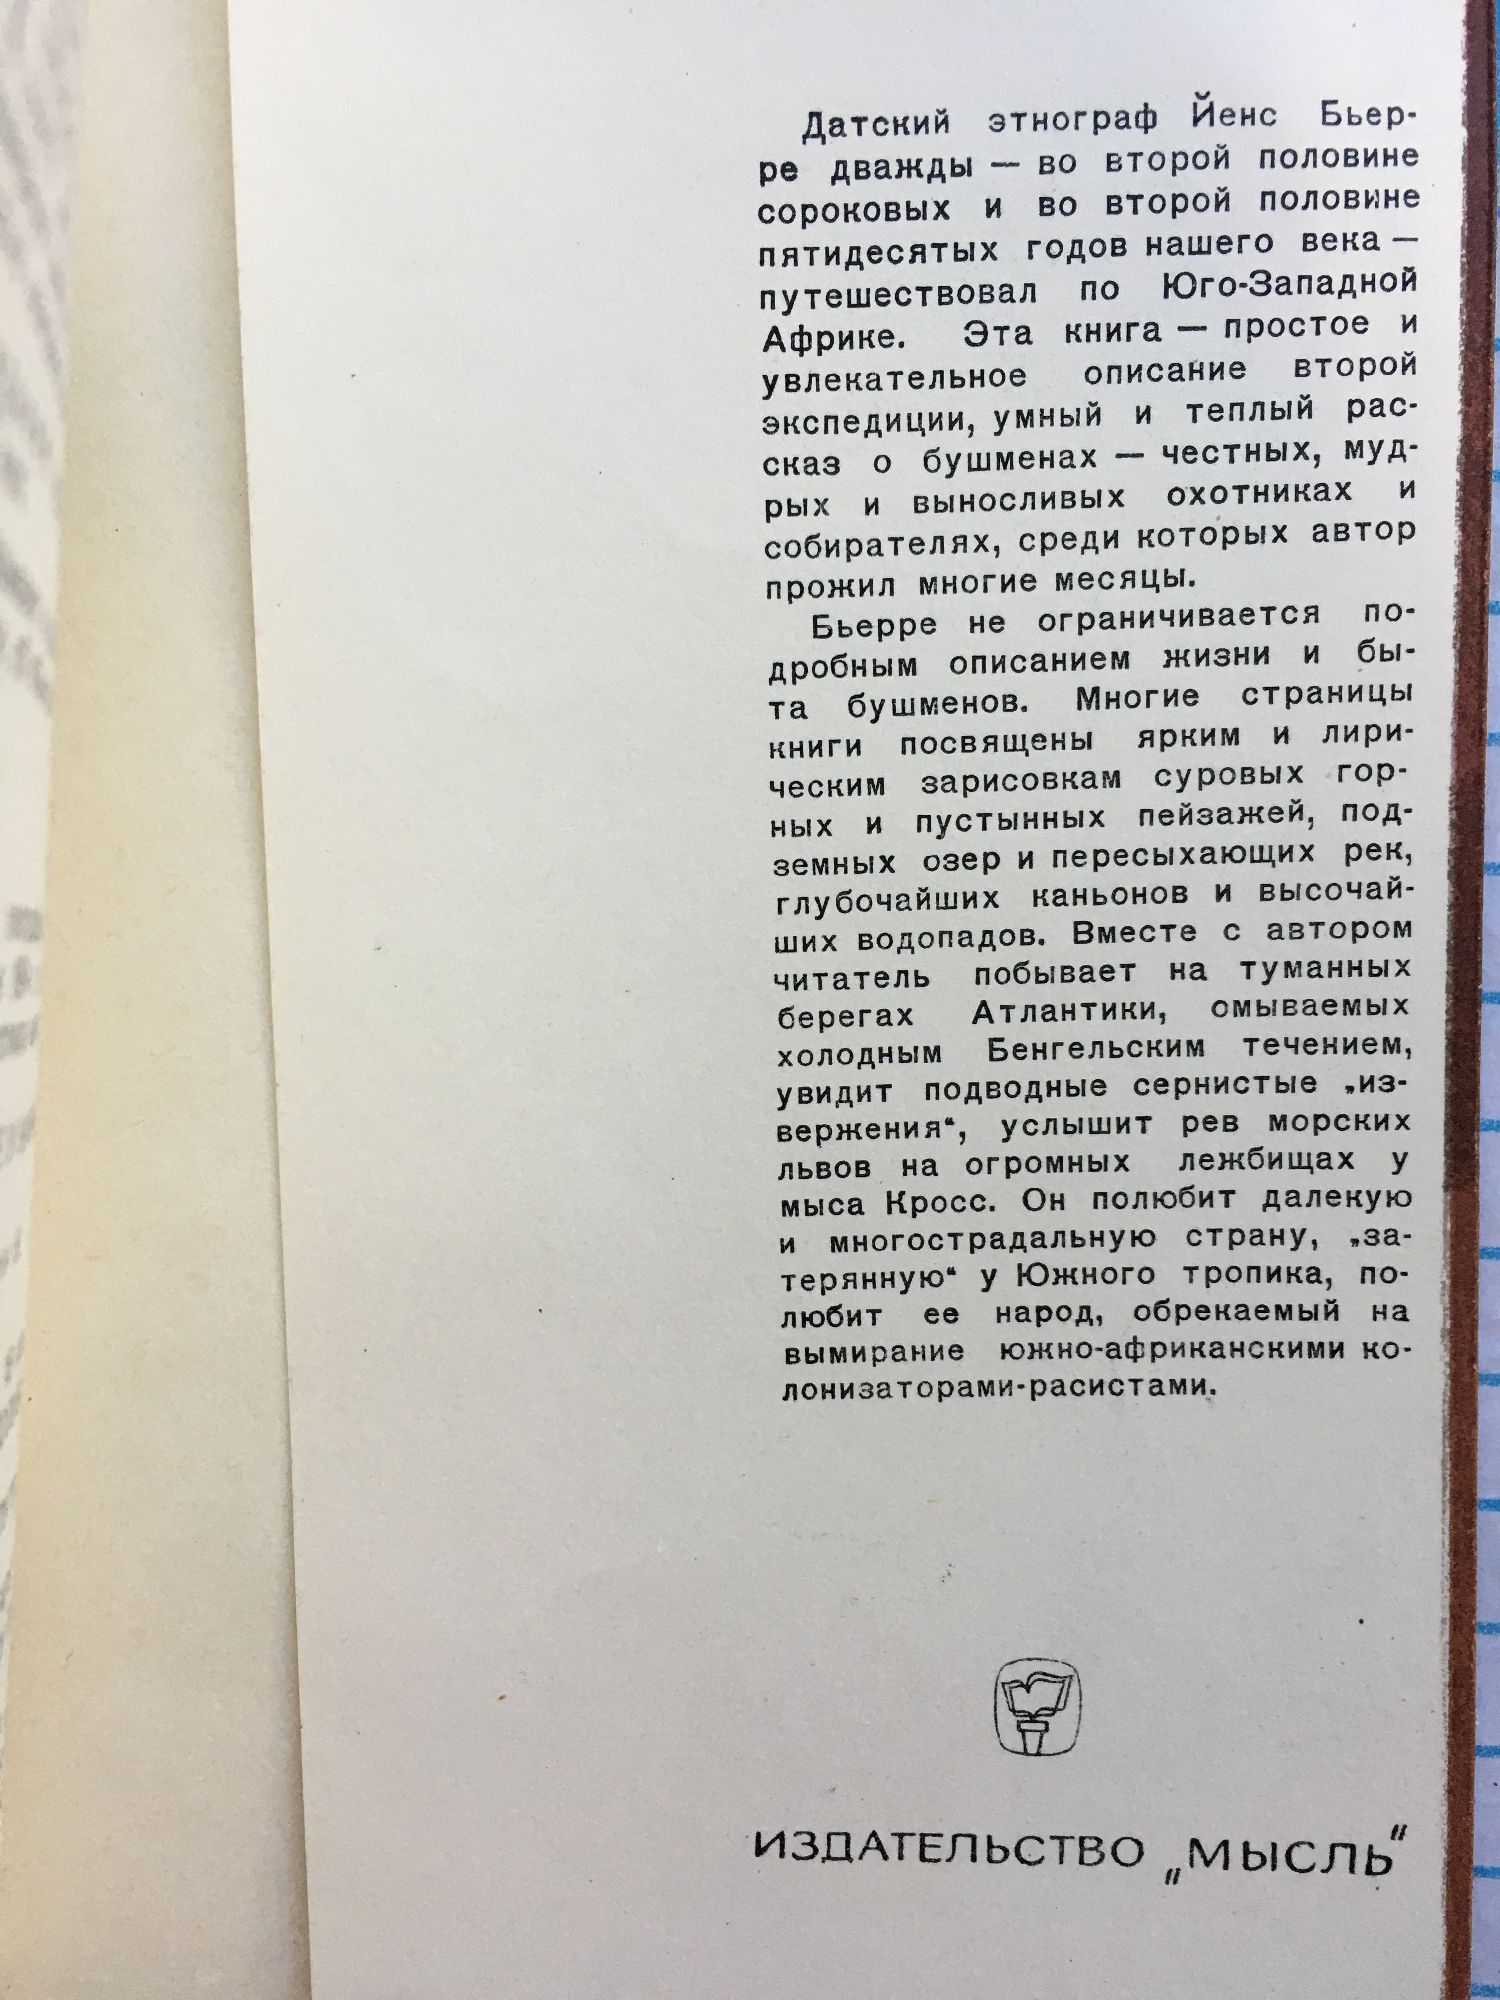 Датский этнограф Йенс Бьер-
ре дважды — во второй половине
сороковых и во второй половине
пятидесятых годов нашего века —
путешествовал по Юго-Западной
Африке. Эта книга — простое и
увлекательное описание второй
экспедиции, умный и теплый рас-
сказ о бушменах — честных, муд-
рых и выносливых охотниках и
собирателях, среди которых автор
прожил многие месяцы.
Бьерре не ограничивается по-
дробным описанием жизни и бы-
та бушменов. Многие страницы
книги посвящены ярким и лири-
ческим зарисовкам суровых гор-
ных и пустынных пейзажей, под-
земных озер и пересыхающих рек,
глубочайших каньонов и высочай-
ших водопадов. Вместе с автором
читатель побывает на туманных
берегах Атлантики, омываемых
холодным Бенгельским течением,
увидит подводные сернистые „из-
вержения“, услышит рев морских
львов на огромных лежбищах у
мыса Кросс. Он полюбит далекую
и многострадальную страну, „за-
терянную“ у Южного тропика, по-
любит ее народ, обрекаемый на
вымирание южно-африканскими ко-
лонизаторами-расистами.
ИЗДАТЕЛЬСТВО „МЫСЛЬ“